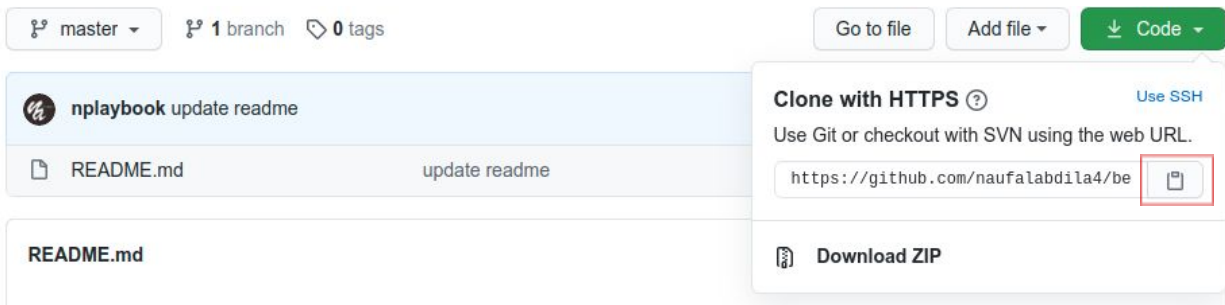 master 1 branch 0 tags Go to file Add file Code
nplaybook update readme
README.md update readme
README.md
Clone with HTTPS ? Use SSH
Use Git or checkout with SVN using the web URL.
https://github.com/naufalabdila4/be
Download ZIP